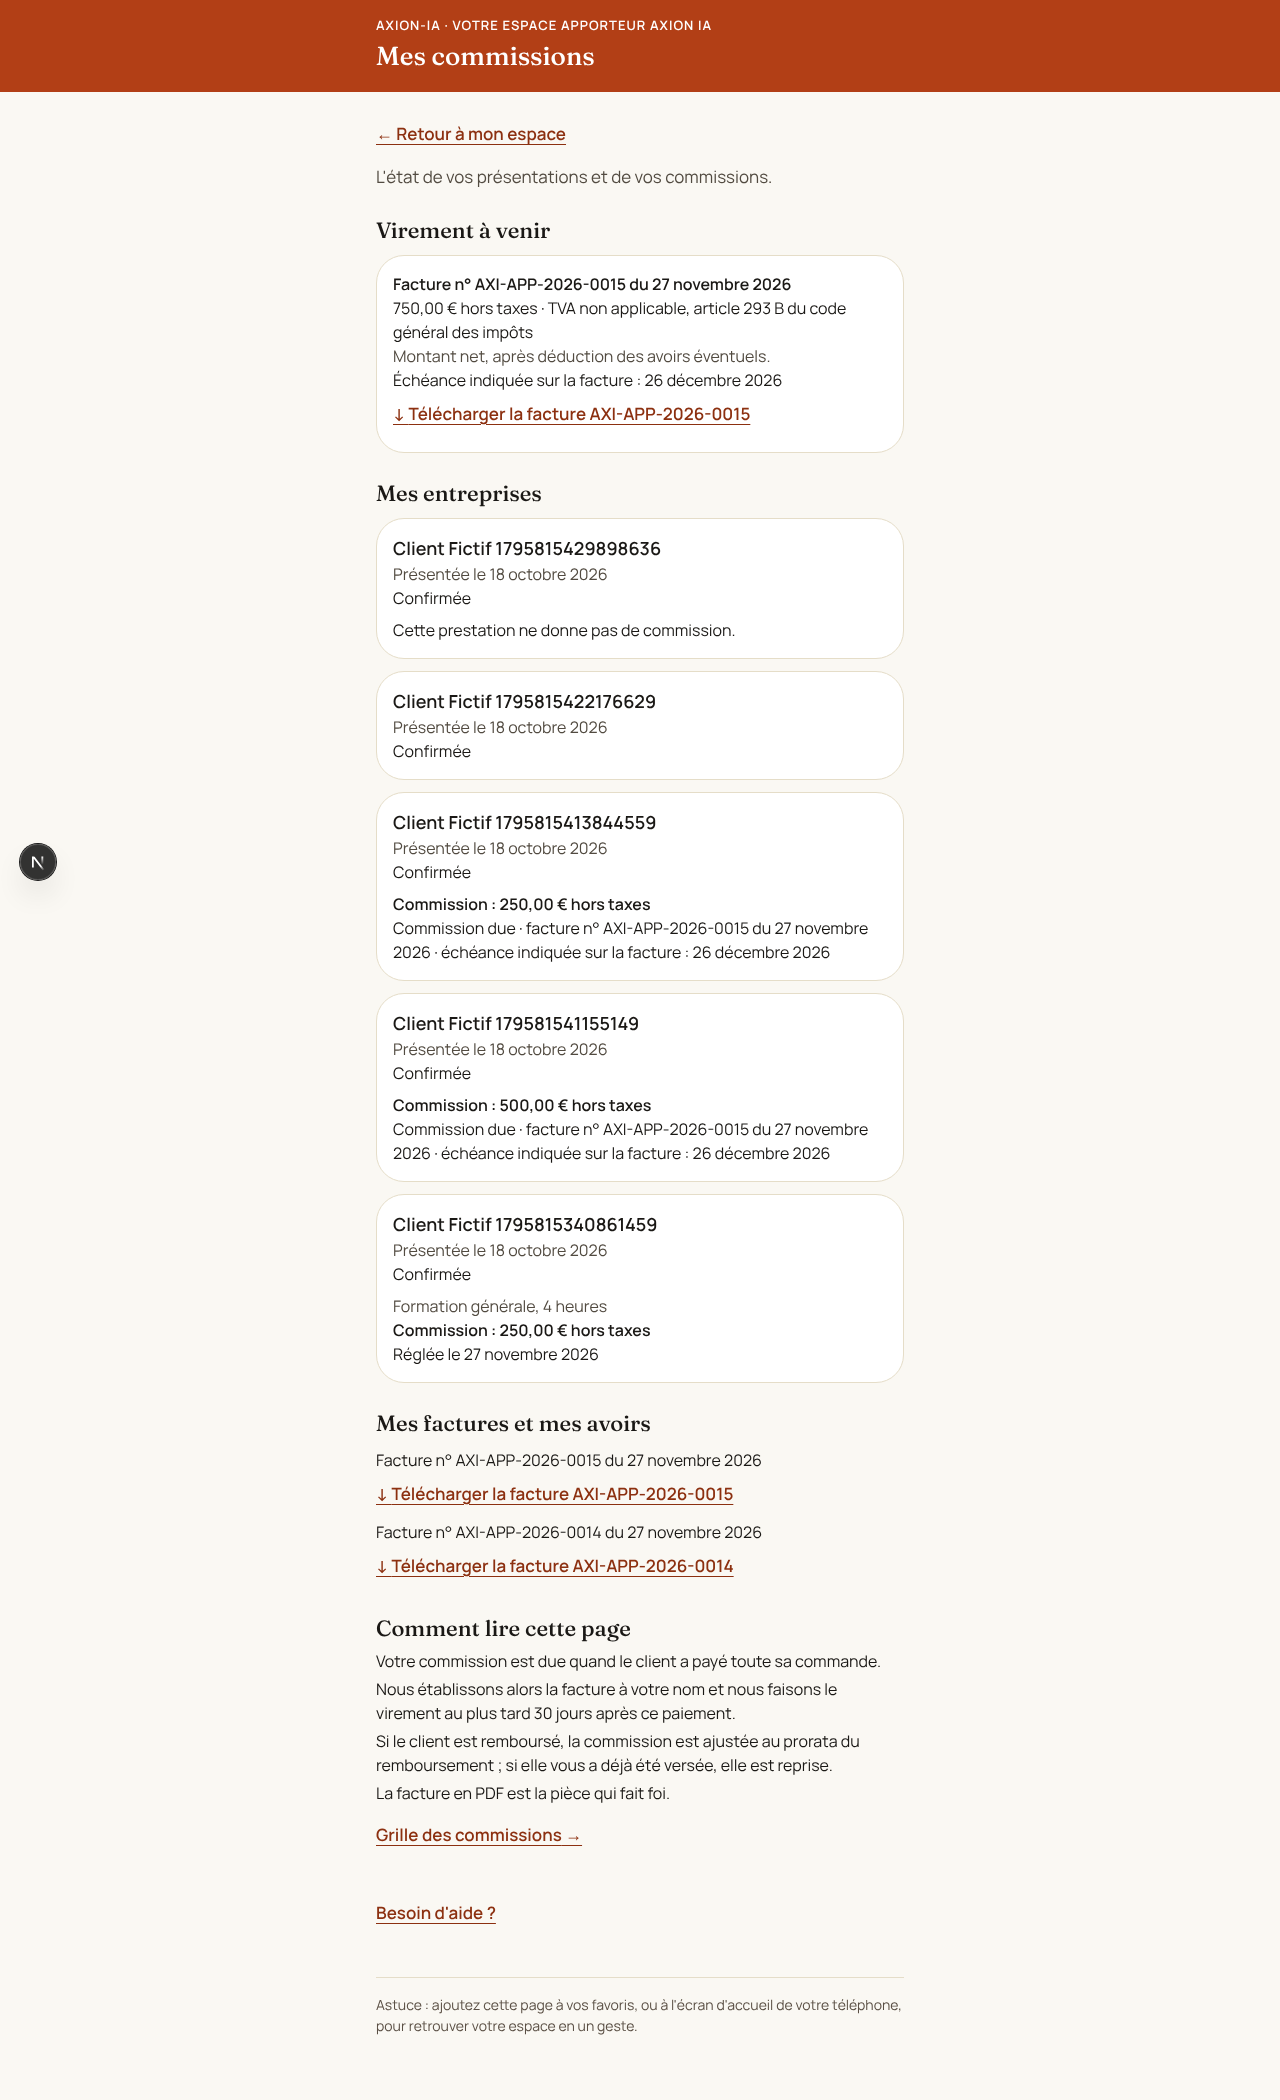 AXION-IA · VOTRE ESPACE APPORTEUR AXION IA
Mes commissions
← Retour à mon espace
L'état de vos présentations et de vos commissions.
Virement à venir
Facture n° AXI-APP-2026-0015 du 27 novembre 2026
750,00 € hors taxes · TVA non applicable, article 293 B du code
général des impôts
Montant net, après déduction des avoirs éventuels.
Échéance indiquée sur la facture : 26 décembre 2026
↓ Télécharger la facture AXI-APP-2026-0015
Mes entreprises
Client Fictif 1795815429898636
Présentée le 18 octobre 2026
Confirmée
Cette prestation ne donne pas de commission.
Client Fictif 1795815422176629
Présentée le 18 octobre 2026
Confirmée
Client Fictif 1795815413844559
Présentée le 18 octobre 2026
Confirmée
Commission : 250,00 € hors taxes
Commission due · facture n° AXI-APP-2026-0015 du 27 novembre
2026 · échéance indiquée sur la facture : 26 décembre 2026
Client Fictif 179581541155149
Présentée le 18 octobre 2026
Confirmée
Commission : 500,00 € hors taxes
Commission due · facture n° AXI-APP-2026-0015 du 27 novembre
2026 · échéance indiquée sur la facture : 26 décembre 2026
N
Client Fictif 1795815340861459
Présentée le 18 octobre 2026
Confirmée
Formation générale, 4 heures
Commission : 250,00 € hors taxes
Réglée le 27 novembre 2026
Mes factures et mes avoirs
Facture n° AXI-APP-2026-0015 du 27 novembre 2026
↓ Télécharger la facture AXI-APP-2026-0015
Facture n° AXI-APP-2026-0014 du 27 novembre 2026
↓ Télécharger la facture AXI-APP-2026-0014
Comment lire cette page
Votre commission est due quand le client a payé toute sa commande.
Nous établissons alors la facture à votre nom et nous faisons le
virement au plus tard 30 jours après ce paiement.
Si le client est remboursé, la commission est ajustée au prorata du
remboursement ; si elle vous a déjà été versée, elle est reprise.
La facture en PDF est la pièce qui fait foi.
Grille des commissions →
Besoin d'aide ?
Astuce : ajoutez cette page à vos favoris, ou à l'écran d'accueil de votre téléphone,
pour retrouver votre espace en un geste.